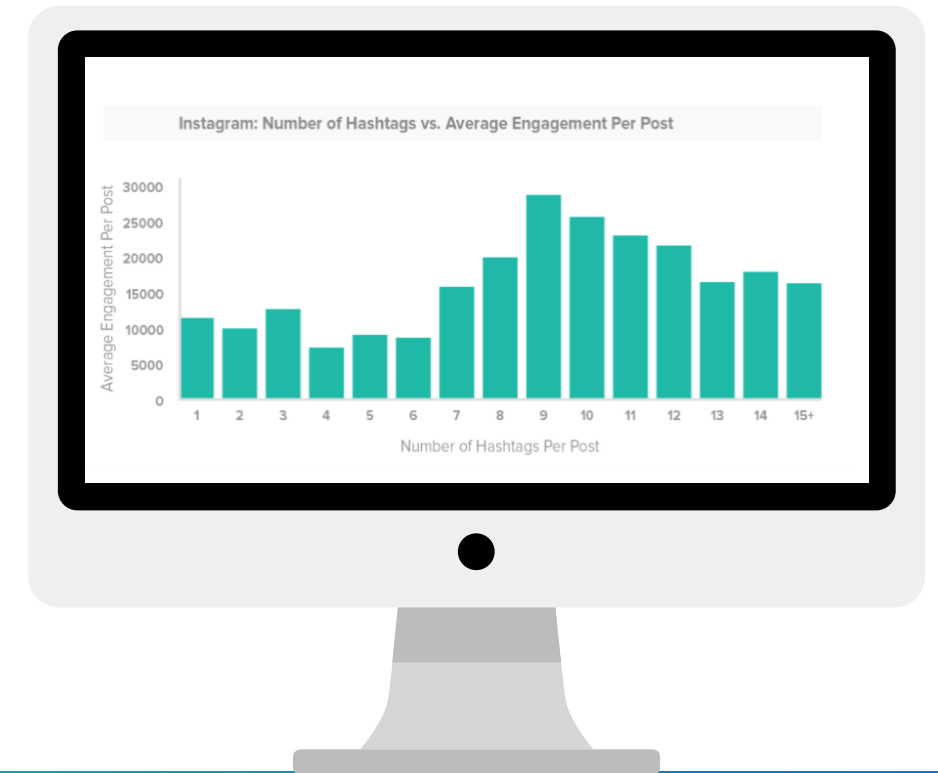 Instagram: Number of Hashtags vs. Average Engagement Per Post
Average Engagement Per Post
30000
25000
20000
15000
10000
5000
0
1 2 3 4 5 6 7 8 9 10 11 12 13 14 15+
Number of Hashtags Per Post